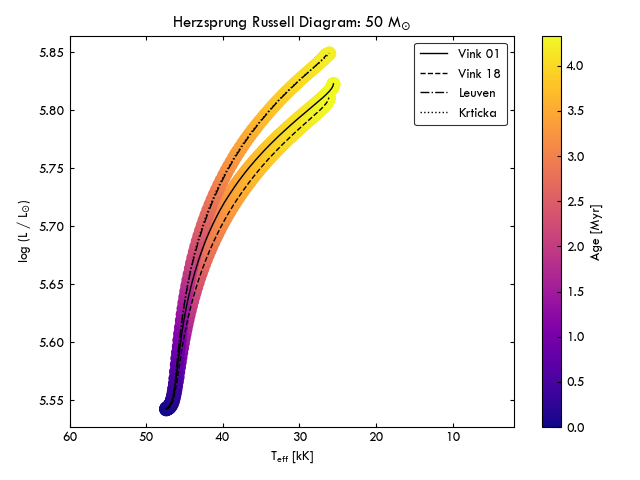 Herzsprung Russell Diagram: 50 M☉
log (L / L☉)
5.85
5.80
5.75
5.70
5.65
5.60
5.55
Vink 01
Vink 18
Leuven
Krticka
60 50 40 30 20 10
T_eff [kK]
4.0
3.5
3.0
2.5
2.0
1.5
1.0
0.5
0.0
Age [Myr]